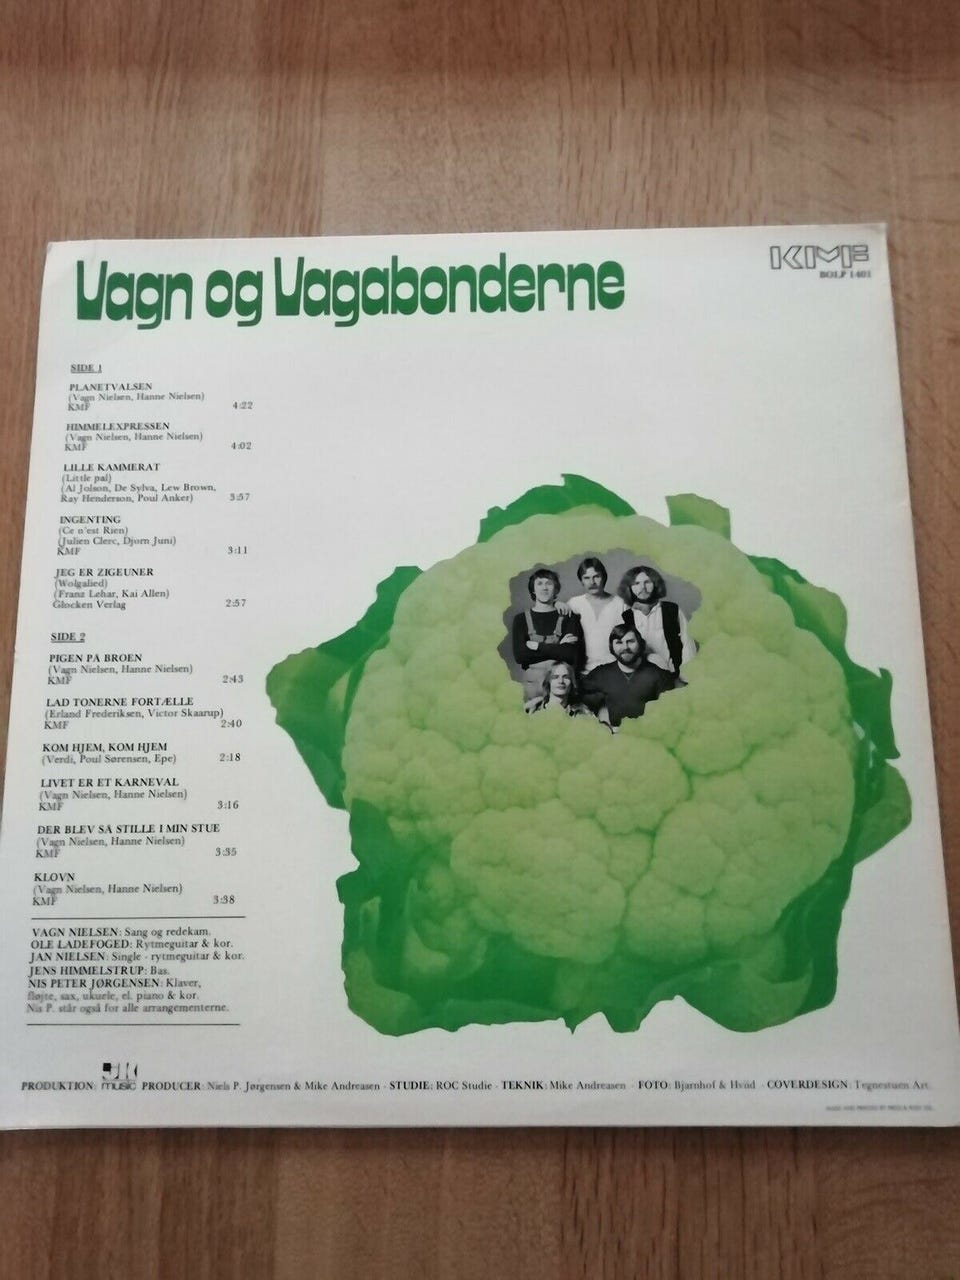 Vagn og Vagabonderne
KMF
BOLP 1401
SIDE 1
PLANETVALSEN
(Vagn Nielsen, Hanne Nielsen)
KMF 4:22
HIMMELEXPRESSEN
(Vagn Nielsen, Hanne Nielsen)
KMF 4:02
LILLE KAMMERAT
(Little pal)
(Al Jolson, De Sylva, Lew Brown,
Ray Henderson, Poul Anker) 3:57
INGENTING
(Ce n'est Rien)
(Julien Clerc, Djorn Juni)
KMF 3:11
JEG ER ZIGEUNER
(Wolgalied)
(Franz Lehar, Kai Allen)
Glocken Verlag 2:57
SIDE 2
PIGEN PÅ BROEN
(Vagn Nielsen, Hanne Nielsen)
KMF 2:43
LAD TONERNE FORTÆLLE
(Erland Frederiksen, Victor Skaarup)
KMF 2:40
KOM HJEM, KOM HJEM
(Verdi, Poul Sørensen, Epe) 2:18
LIVET ER ET KARNEVAL
(Vagn Nielsen, Hanne Nielsen)
KMF 3:16
DER BLEV SÅ STILLE I MIN STUE
(Vagn Nielsen, Hanne Nielsen)
KMF 3:35
KLOVN
(Vagn Nielsen, Hanne Nielsen)
KMF 3:38
VAGN NIELSEN: Sang og redekam.
OLE LADEFOGED: Rytmeguitar & kor.
JAN NIELSEN: Single - rytmeguitar & kor.
JENS HIMMELSTRUP: Bas.
NIS PETER JØRGENSEN: Klaver,
fløjte, sax, ukuele, el. piano & kor.
Nis P. står også for alle arrangementerne.
music
PRODUKTION: PRODUCER: Niels P. Jørgensen & Mike Andreasen - STUDIE: ROC Studie - TEKNIK: Mike Andreasen - FOTO: Bjarnhof & Hviid - COVERDESIGN: Tegnestuen Art.